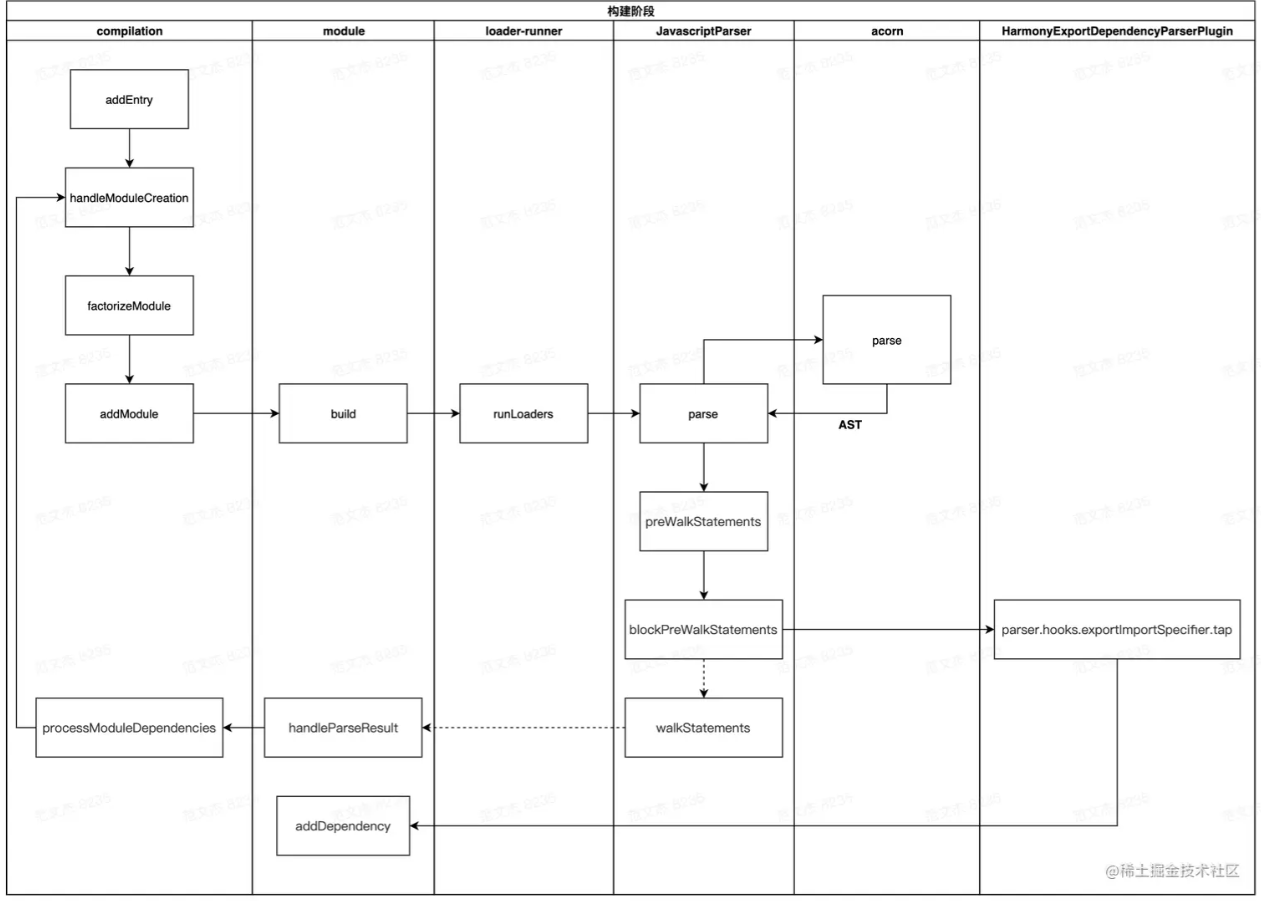 构建阶段
compilation
module
loader-runner
JavascriptParser
acorn
HarmonyExportDependencyParserPlugin
addEntry
handleModuleCreation
factorizeModule
parse
addModule
build
runLoaders
parse
AST
preWalkStatements
blockPreWalkStatements
parser.hooks.exportImportSpecifier.tap
processModuleDependencies
handleParseResult
walkStatements
addDependency
@稀土掘金技术社区